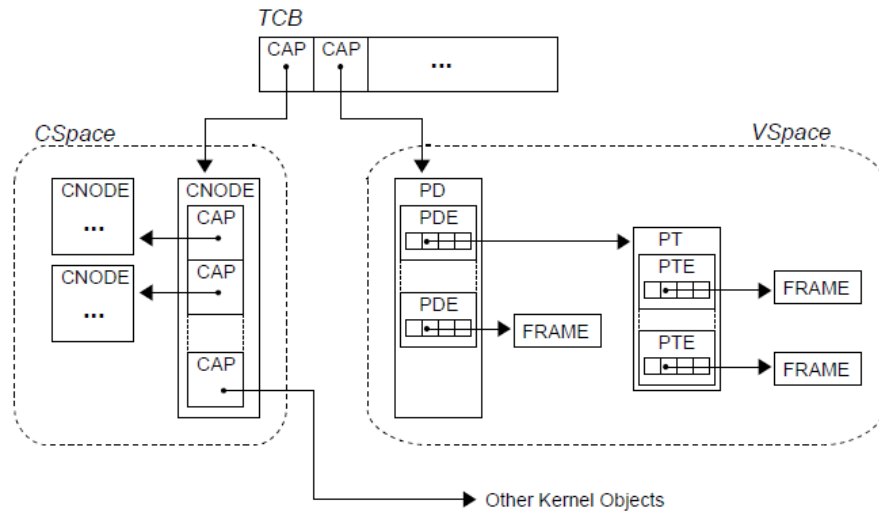 TCB
CAP CAP ...
CSpace VSpace
CNODE CNODE PD
... CAP PDE PT
CNODE CAP PTE FRAME
... PDE FRAME
CAP PTE FRAME
Other Kernel Objects